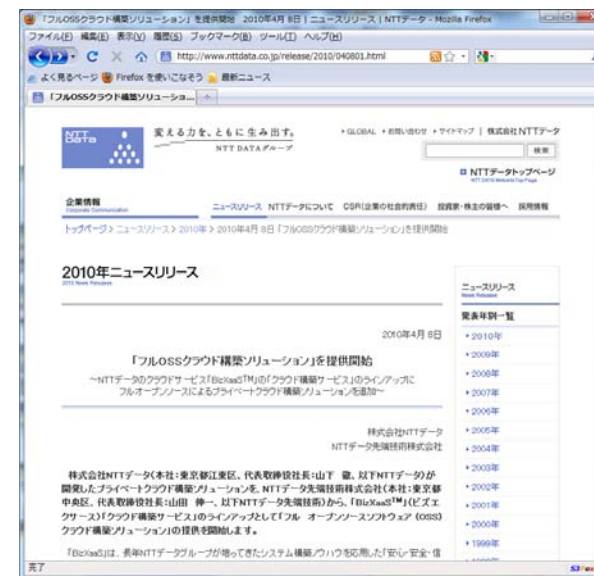 「フルOSSクラウド構築ソリューション」を提供開始 2010年4月 8日 | ニュースリリース | NTTデータ - Mozilla Firefox
ファイル(F) 編集(E) 表示(V) 履歴(S) ブックマーク(B) ツール(T) ヘルプ(H)
http://www.nttdata.co.jp/release/2010/040801.html
よく見るページ Firefox を使いこなそう 最新ニュース
「フルOSSクラウド構築ソリューショ...
NTT DATA
変える力を、ともに生み出す。
NTT DATAグループ
GLOBAL お問い合わせ サイトマップ | 株式会社NTTデータ
検索
NTTデータトップページ
NTT DATA Website Top Page
企業情報
Corporate Communication
ニュースリリース NTTデータについて CSR(企業の社会的責任) 投資家・株主の皆様へ 採用情報
トップページ > ニュースリリース > 2010年 > 2010年4月 8日 「フルOSSクラウド構築ソリューション」を提供開始
2010年ニュースリリース
2010 News Releases
2010年4月 8日
「フルOSSクラウド構築ソリューション」を提供開始
～NTTデータのクラウドサービス「BizXaaS™」の「クラウド構築サービス」のラインアップに
フルオープンソースによるプライベートクラウド構築ソリューションを追加～
株式会社NTTデータ
NTTデータ先端技術株式会社
株式会社NTTデータ(本社：東京都江東区、代表取締役社長：山下 徹、以下NTTデータ)が
開発したプライベートクラウド構築ソリューションを、NTTデータ先端技術株式会社(本社：東京都
中央区、代表取締役社長：山田 伸一、以下NTTデータ先端技術)から、「BizXaaS™」(ビズエ
クサース)「クラウド構築サービス」のラインアップとして「フル オープンソースソフトウェア (OSS)
クラウド構築ソリューション」の提供を開始します。
「BizXaaS」は、長年NTTデータグループが培ってきたシステム構築ノウハウを応用した「安心・安全・信
ニュースリリース
News Release
発表年別一覧
2010年
2009年
2008年
2007年
2006年
2005年
2004年
2003年
2002年
2001年
2000年
1999年
完了